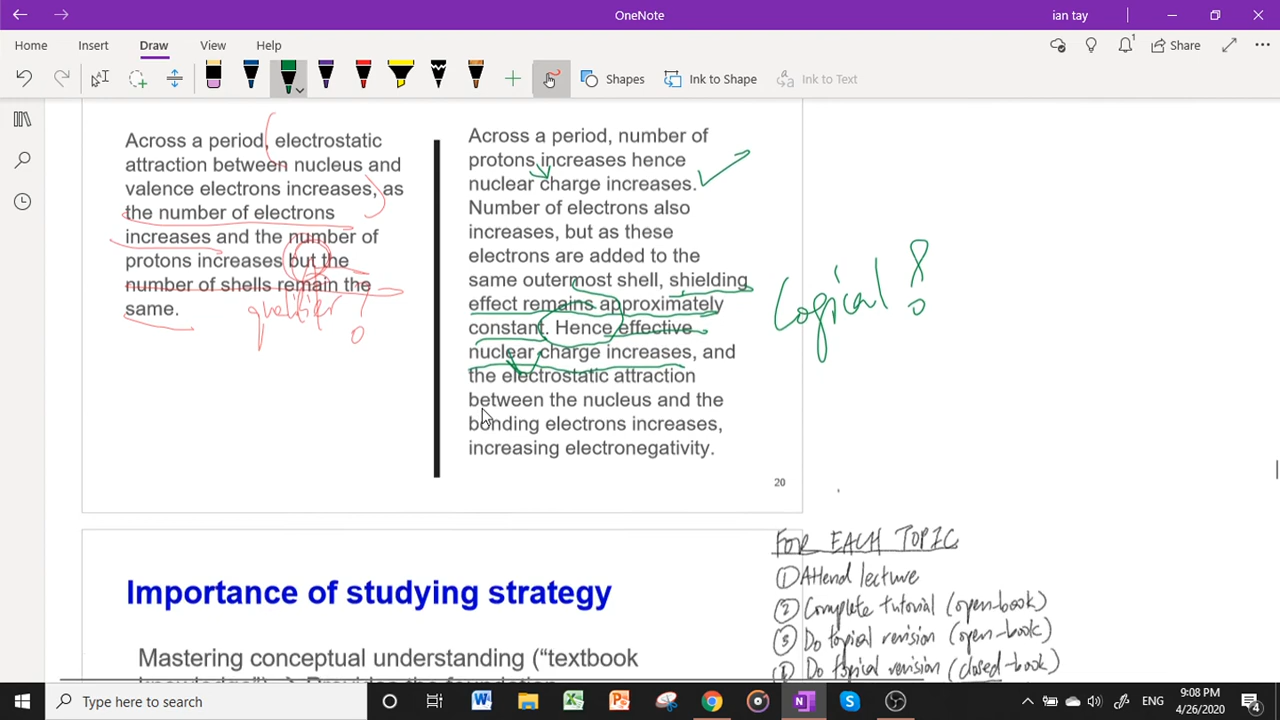 OneNote
ian tay
Home
Insert
Draw
View
Help
Share
Shapes
Ink to Shape
Ink to Text
Across a period, electrostatic
attraction between nucleus and
valence electrons increases, as
the number of electrons
increases and the number of
protons increases but the
number of shells remain the
same.
qualifier ?
Across a period, number of
protons increases hence
nuclear charge increases.
Number of electrons also
increases, but as these
electrons are added to the
same outermost shell, shielding
effect remains approximately
constant. Hence effective
nuclear charge increases, and
the electrostatic attraction
between the nucleus and the
bonding electrons increases,
increasing electronegativity.
Logical !
20
FOR EACH TOPIC
① Attend lecture
② Complete tutorial (open-book)
③ Do topical revision (open-book)
④ Do topical revision (closed-book)
Importance of studying strategy
Mastering conceptual understanding ("textbook
knowledge") → Provides the foundation
Type here to search
ENG
9:08 PM
4/26/2020
4